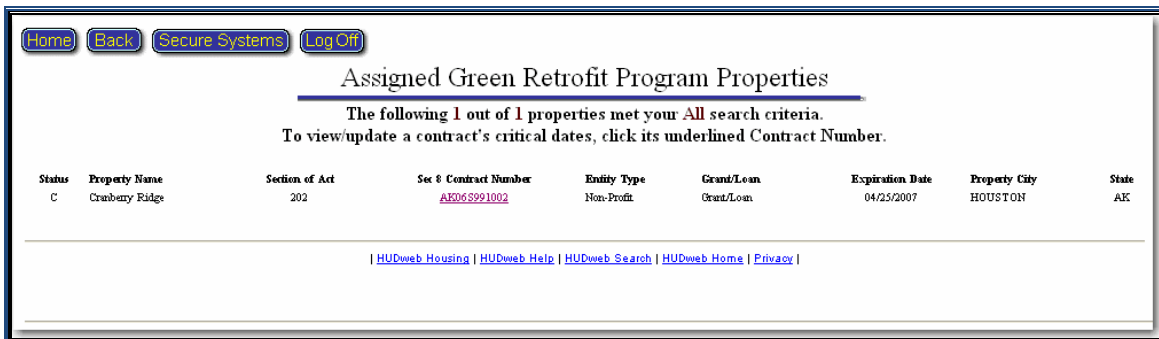 Home Back Secure Systems Log Off
Assigned Green Retrofit Program Properties
The following 1 out of 1 properties met your All search criteria.
To view/update a contract's critical dates, click its underlined Contract Number.
Status Property Name Section of Act Sec 8 Contract Number Entity Type Grant/Loan Expiration Date Property City State
C Cranberry Ridge 202 AK06S991002 Non-Profit Grant/Loan 04/25/2007 HOUSTON AK
| HUDweb Housing | HUDweb Help | HUDweb Search | HUDweb Home | Privacy |